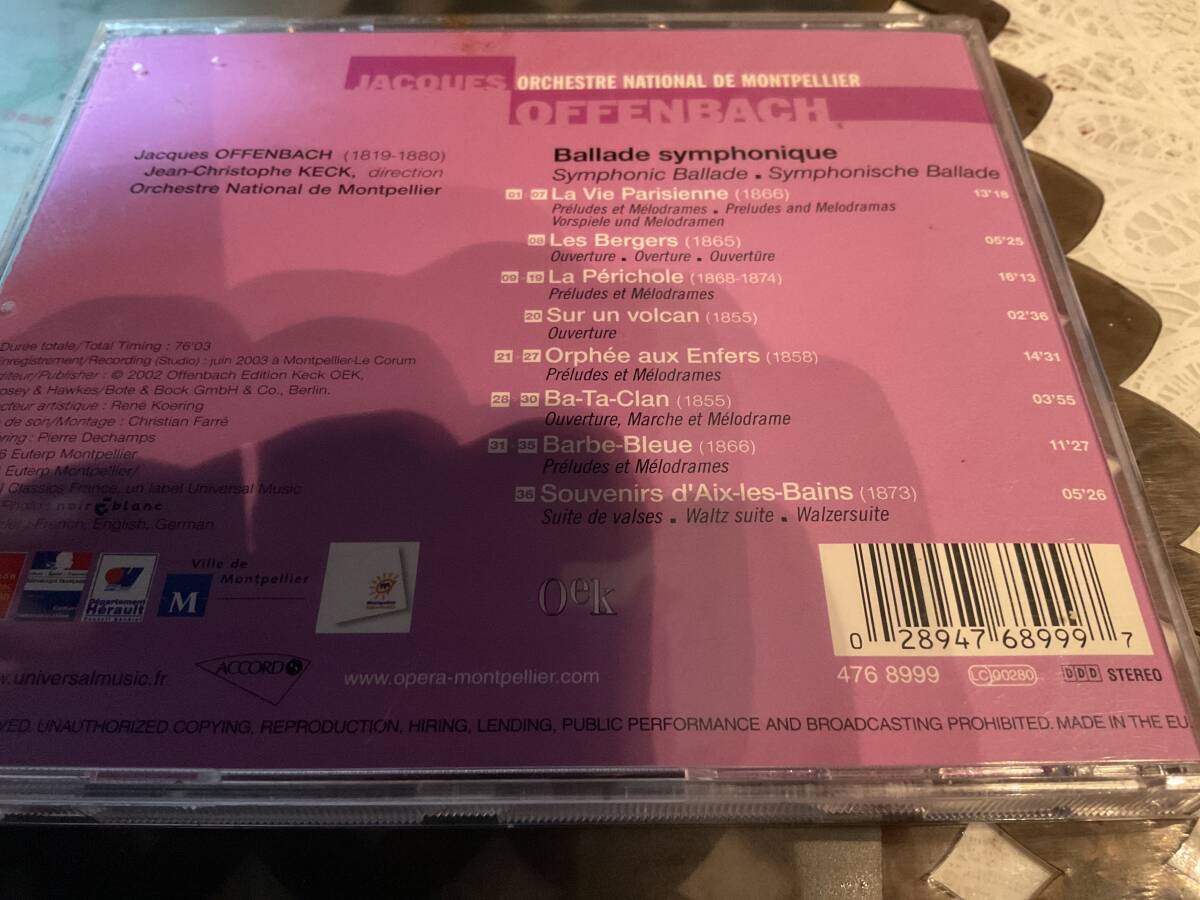 JACQUES ORCHESTRE NATIONAL DE MONTPELLIER
OFFENBACH
Jacques OFFENBACH (1819-1880)
Jean-Christophe KECK, direction
Orchestre National de Montpellier
Ballade symphonique
Symphonic Ballade . Symphonische Ballade
01 - 07 La Vie Parisienne (1866) 13'18
Préludes et Mélodrames . Preludes and Melodramas
Vorspiele und Melodramen
08 Les Bergers (1865) 05'25
Ouverture . Overture . Ouvertüre
09 - 19 La Périchole (1868-1874) 16'13
Préludes et Mélodrames
20 Sur un volcan (1855) 02'36
Ouverture
21 - 27 Orphée aux Enfers (1858) 14'31
Préludes et Mélodrames
28 - 30 Ba-Ta-Clan (1855) 03'55
Ouverture, Marche et Mélodrame
31 - 35 Barbe-Bleue (1866) 11'27
Préludes et Mélodrames
36 Souvenirs d'Aix-les-Bains (1873) 05'26
Suite de valses . Waltz suite . Walzersuite
Durée totale/Total Timing : 76'03
Enregistrement/Recording (Studio) : juin 2003 à Montpellier-Le Corum
diteur/Publisher : © 2002 Offenbach Edition Keck OEK,
osey & Hawkes/Bote & Bock GmbH & Co., Berlin.
cteur artistique : René Koering
de son/Montage : Christian Farré
ering : Pierre Dechamps
6 Euterp Montpellier
Euterp Montpellier/
Classics France, un label Universal Music
noir & blanc
: French, English, German
Département
Hérault
Ville de
Montpellier
M
Oek
0 28947 68999 7
476 8999 LC 00280 DDD STEREO
w.universalmusic.fr
ACCORD
www.opera-montpellier.com
VED. UNAUTHORIZED COPYING, REPRODUCTION, HIRING, LENDING, PUBLIC PERFORMANCE AND BROADCASTING PROHIBITED. MADE IN THE EU